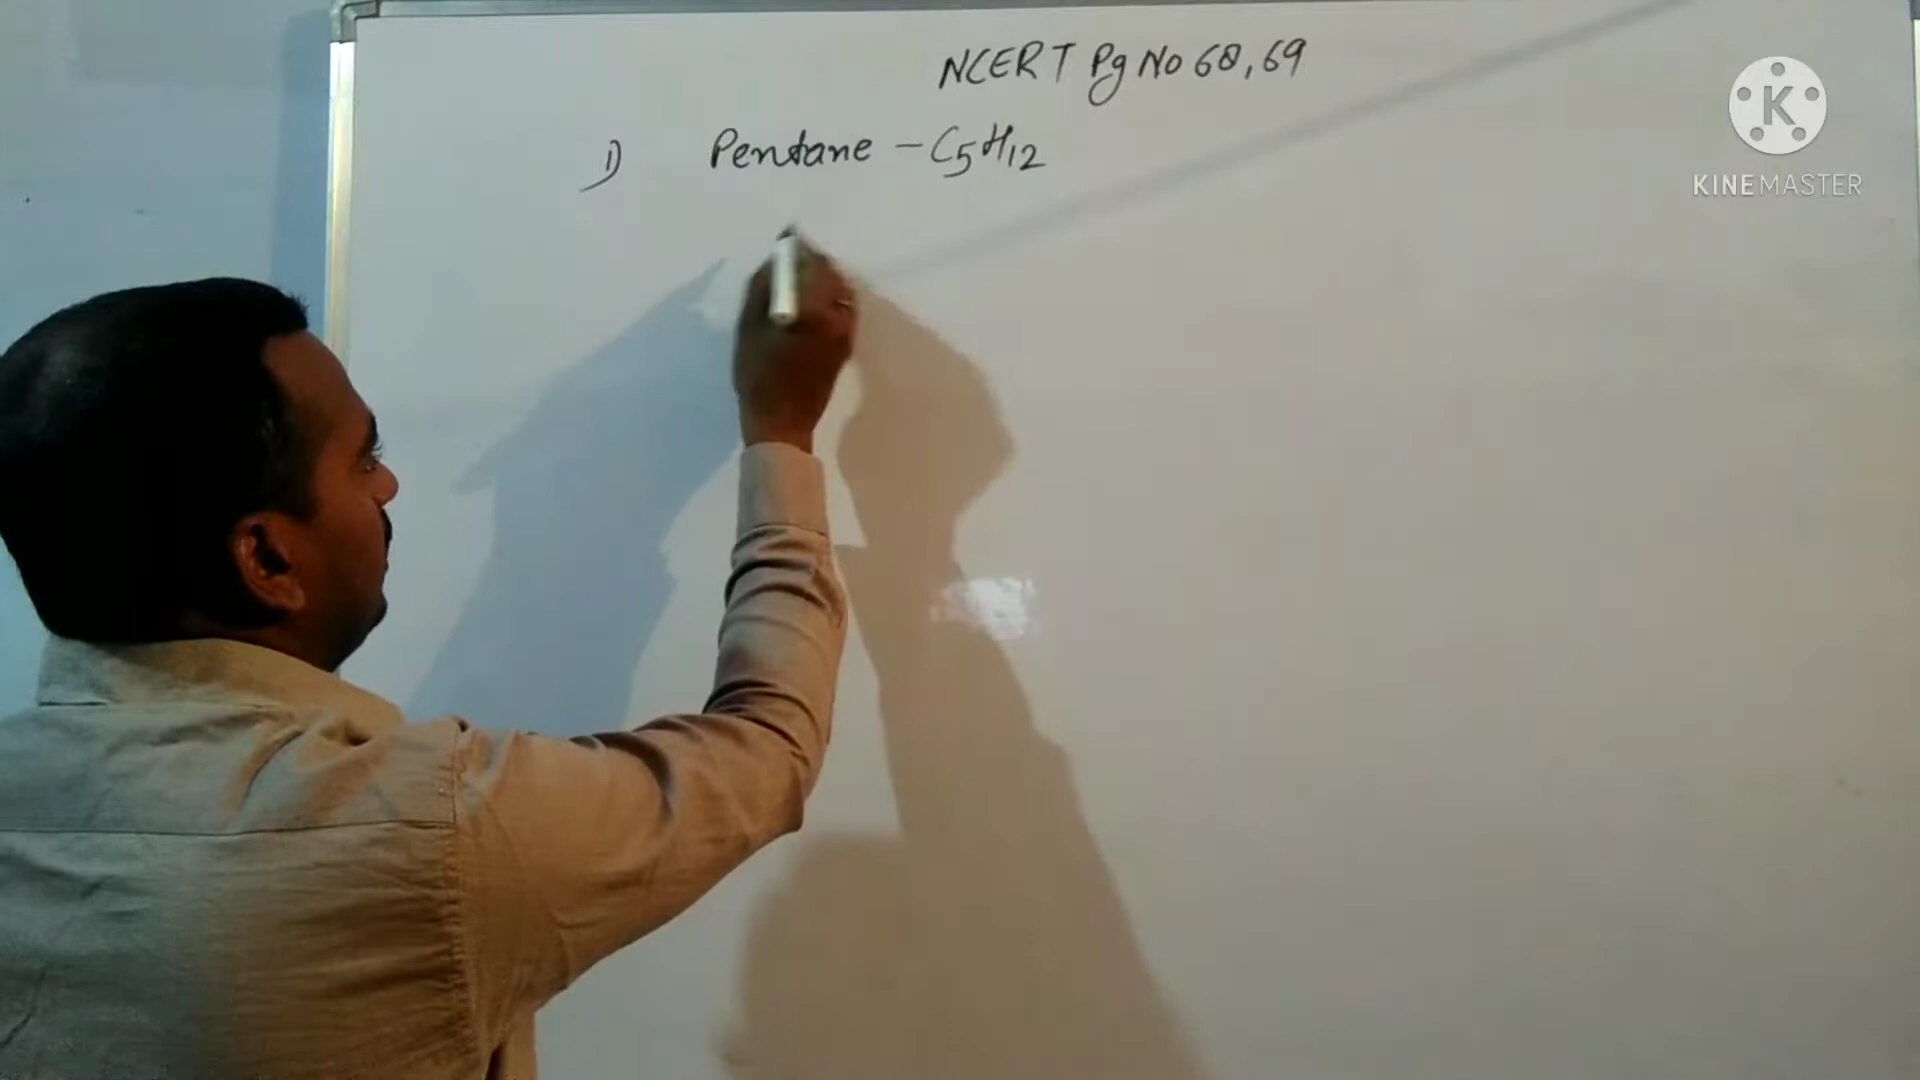 NCERT Pg No 68, 69
1) Pentane - C5H12
K
KINEMASTER